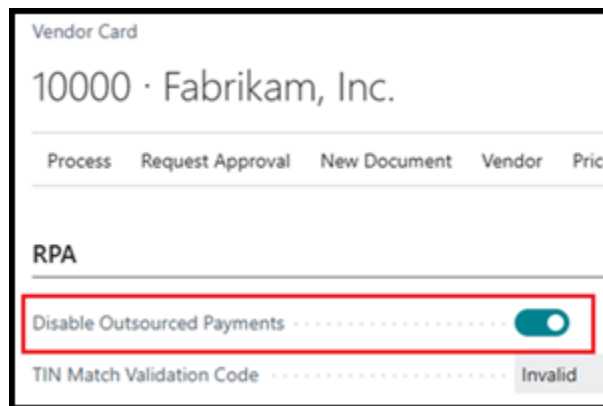 Vendor Card
10000 · Fabrikam, Inc.
Process Request Approval New Document Vendor Pric
RPA
Disable Outsourced Payments
TIN Match Validation Code Invalid